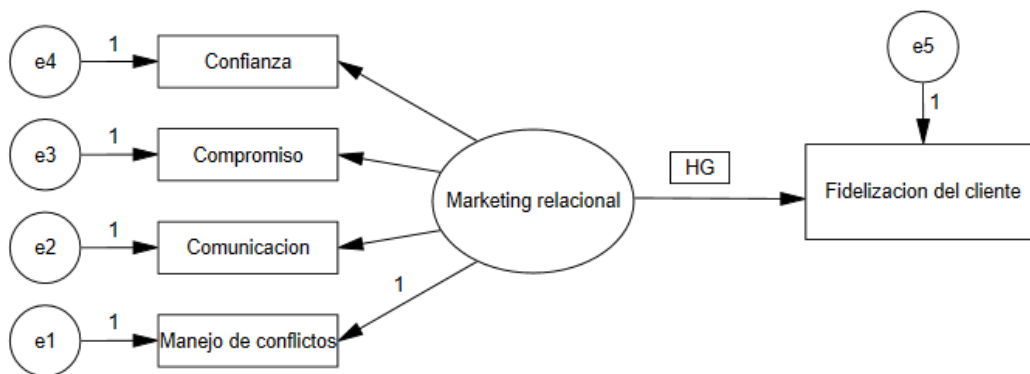 e4
1
Confianza
e3
1
Compromiso
e2
1
Comunicacion
e1
1
Manejo de conflictos
1
Marketing relacional
HG
e5
1
Fidelizacion del cliente